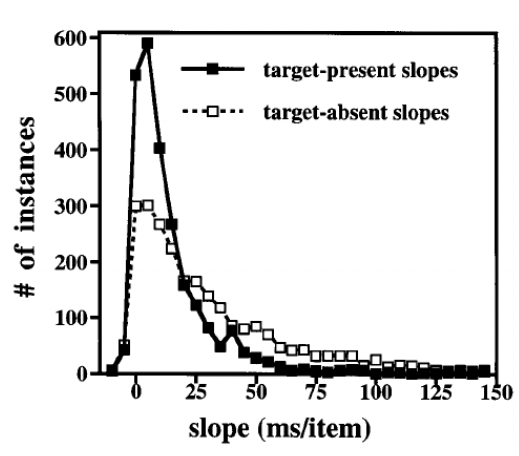 600
500
400
300
200
100
0
# of instances
target-present slopes
target-absent slopes
0 25 50 75 100 125 150
slope (ms/item)